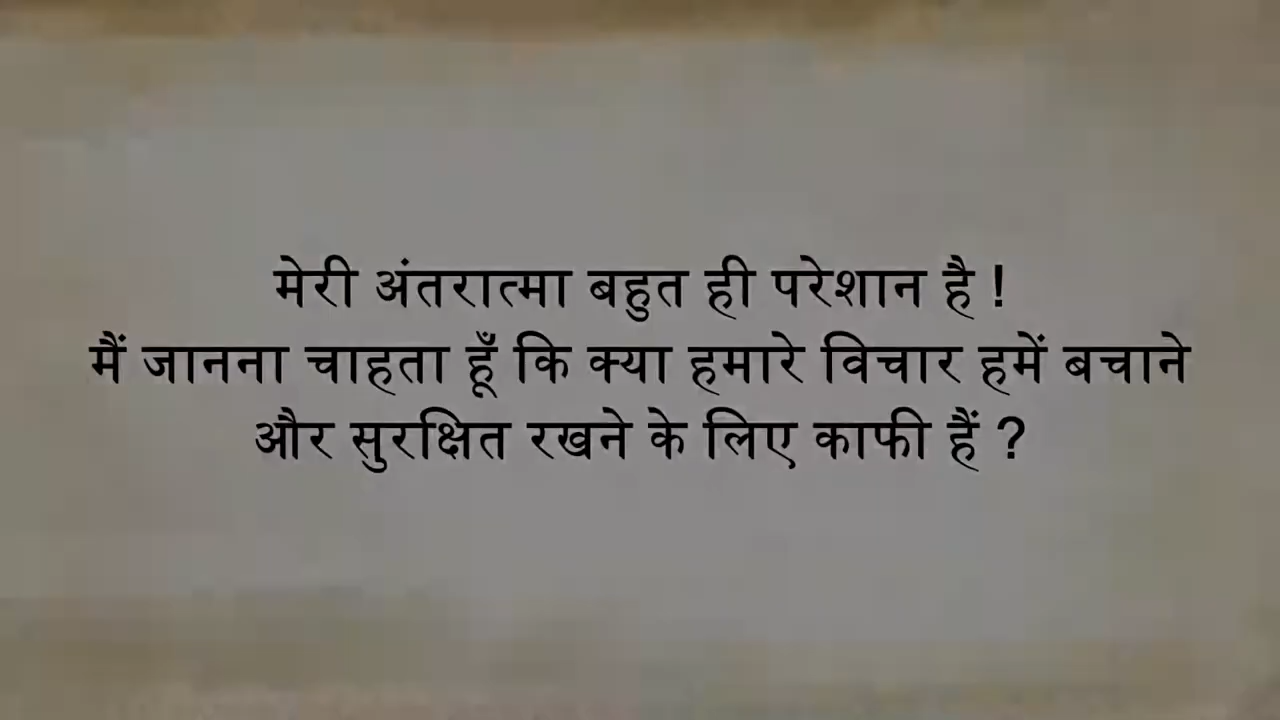 मेरी अंतरात्मा बहुत ही परेशान है !
मैं जानना चाहता हूँ कि क्या हमारे विचार हमें बचाने
और सुरक्षित रखने के लिए काफी हैं ?